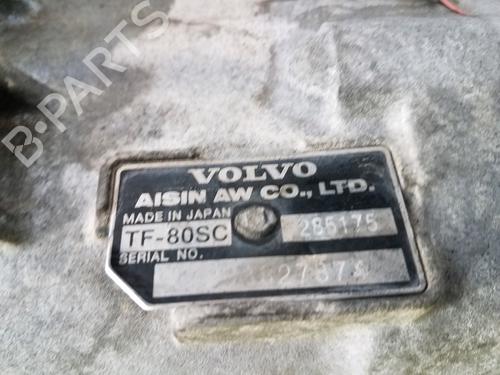 B-PARTS
VOLVO
AISIN AW CO., LTD.
MADE IN JAPAN
TF-80SC 285175
SERIAL NO.